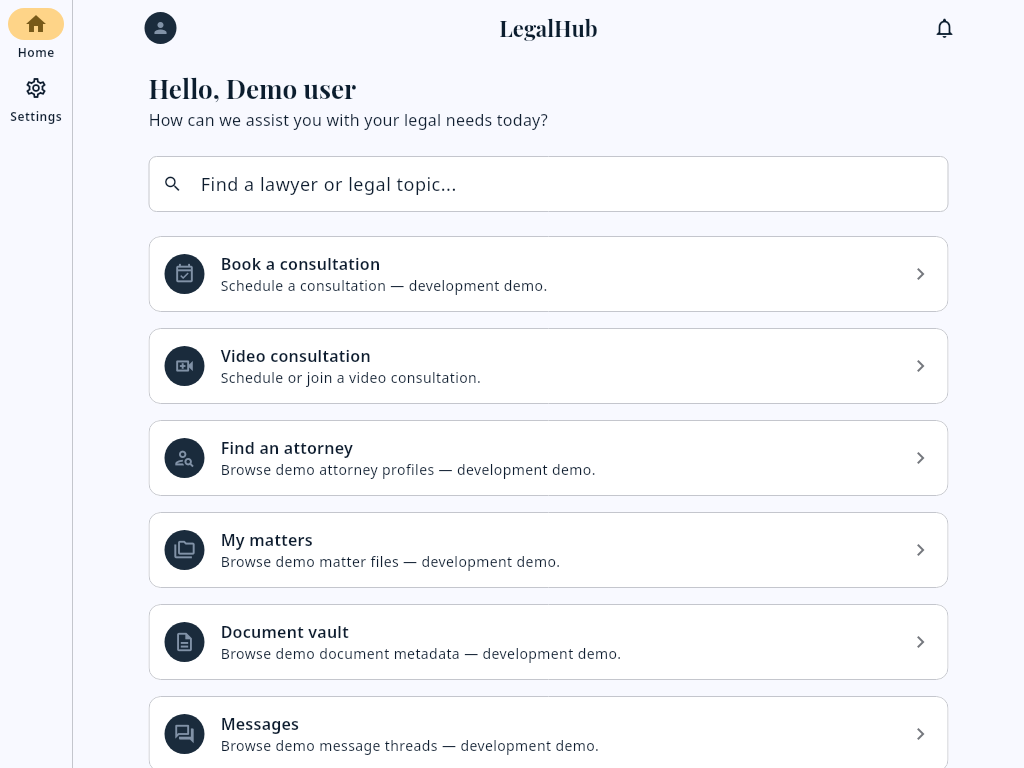 LegalHub
Home
Settings
Hello, Demo user
How can we assist you with your legal needs today?
Find a lawyer or legal topic...
Book a consultation
Schedule a consultation — development demo.
Video consultation
Schedule or join a video consultation.
Find an attorney
Browse demo attorney profiles — development demo.
My matters
Browse demo matter files — development demo.
Document vault
Browse demo document metadata — development demo.
Messages
Browse demo message threads — development demo.